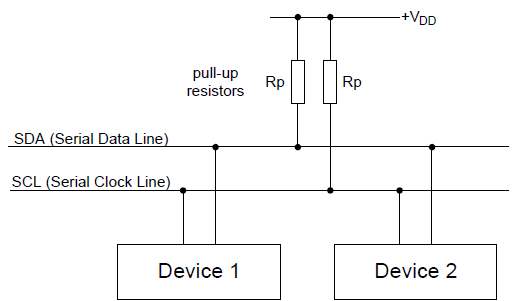 +VDD
pull-up
resistors
Rp
Rp
SDA (Serial Data Line)
SCL (Serial Clock Line)
Device 1
Device 2